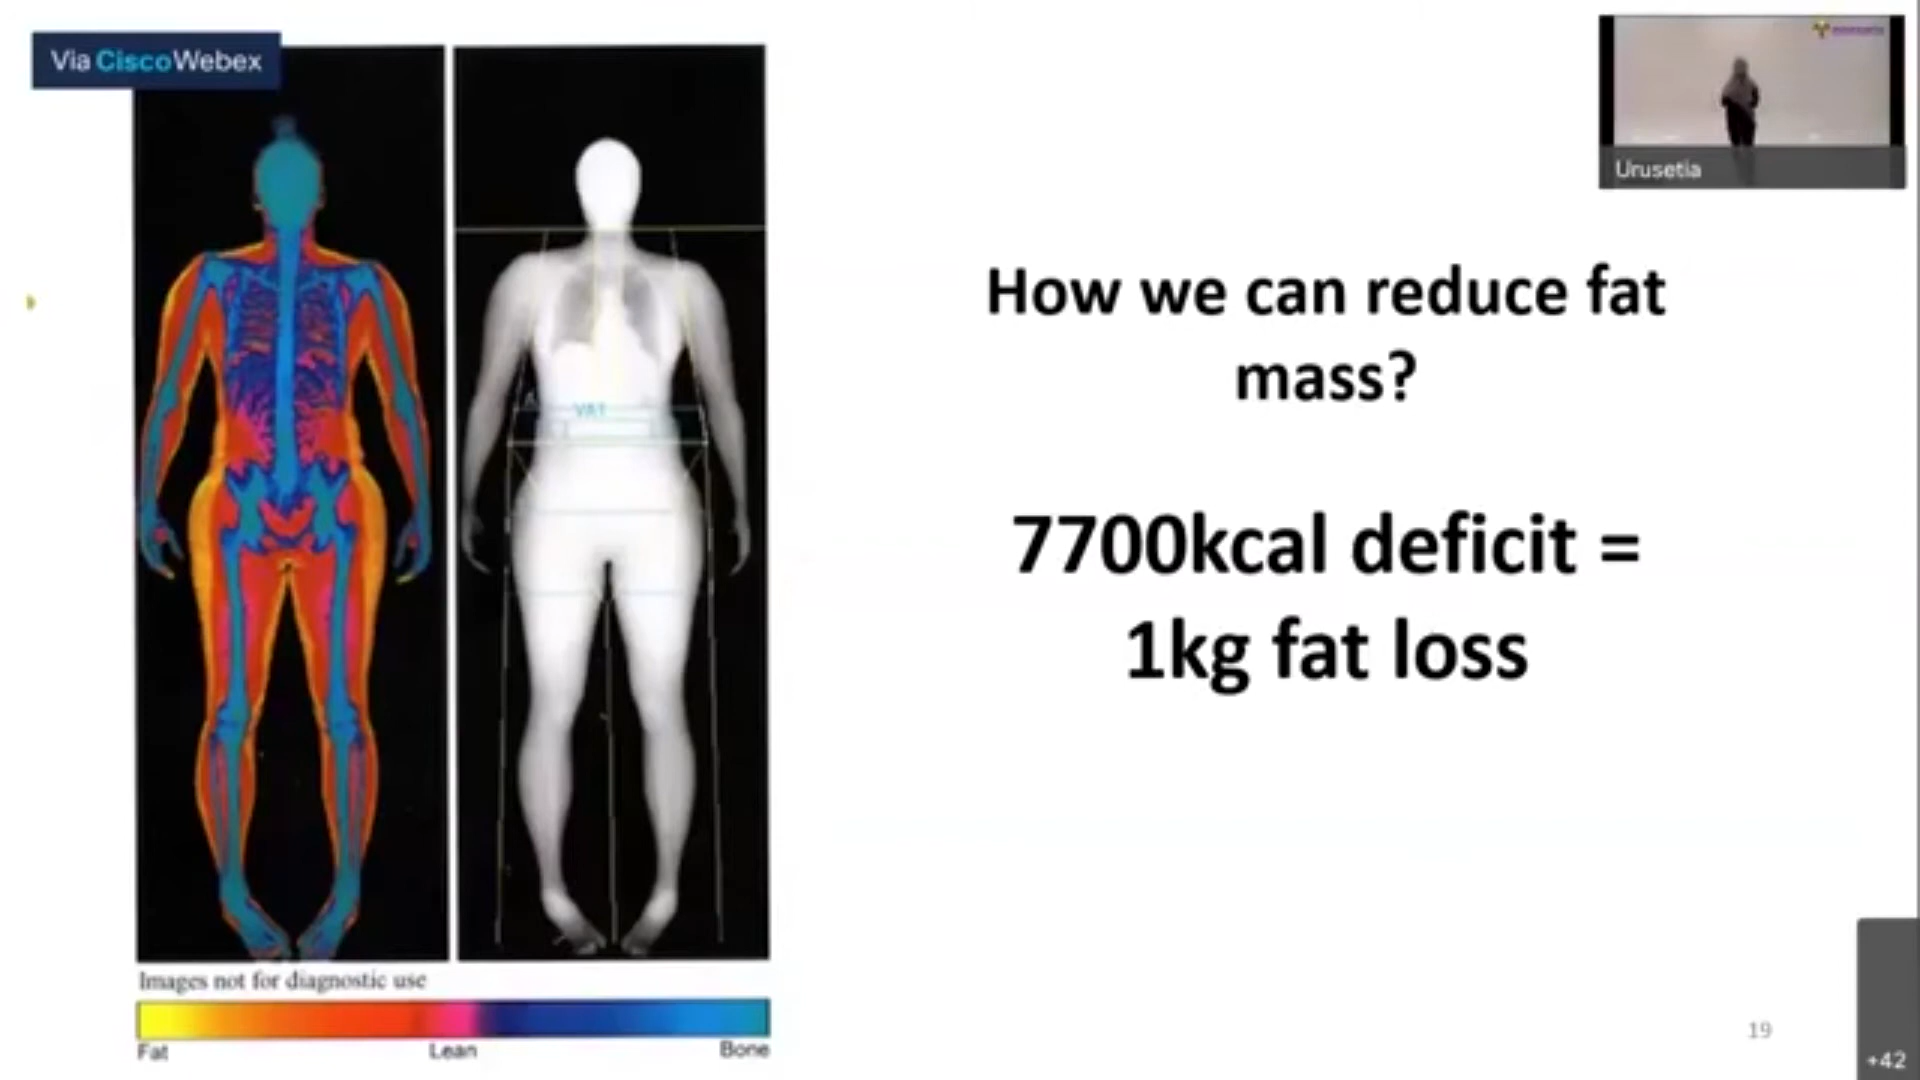 Via CiscoWebex
Urusetia
How we can reduce fat
mass?
VAT
7700kcal deficit =
1kg fat loss
Images not for diagnostic use
Fat
Lean
Bone
19
+42